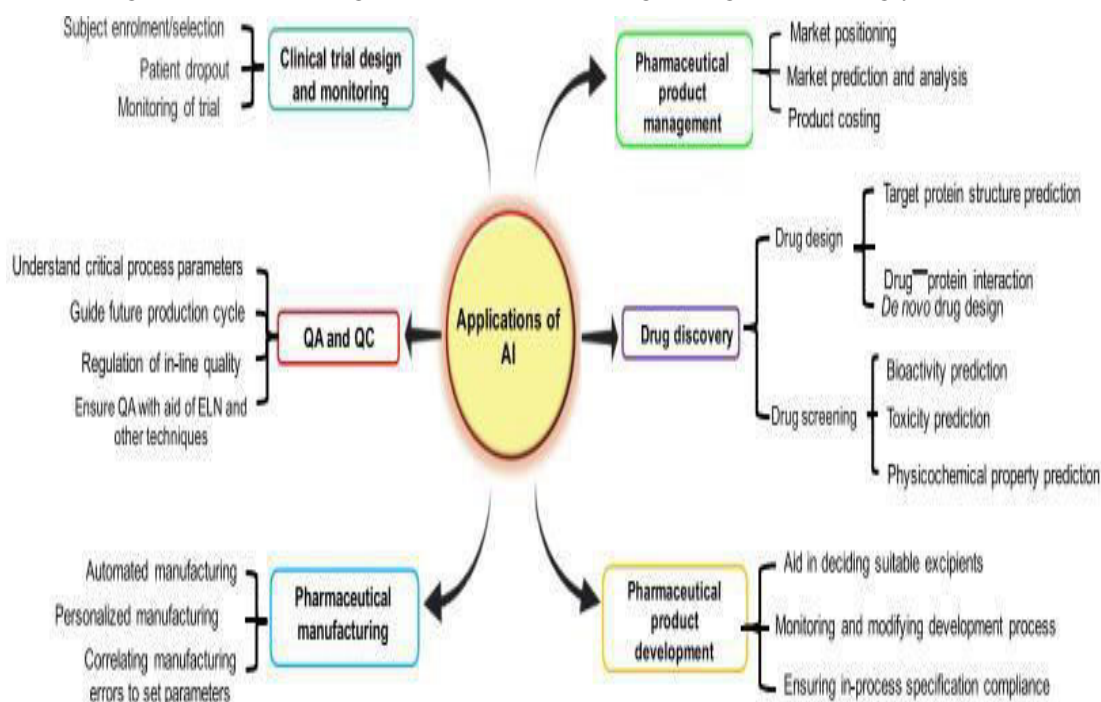 Subject enrolment/selection
Patient dropout
Monitoring of trial
Clinical trial design
and monitoring
Pharmaceutical
product
management
Market positioning
Market prediction and analysis
Product costing
Understand critical process parameters
Guide future production cycle
Regulation of in-line quality
Ensure QA with aid of ELN and
other techniques
QA and QC
Applications of
AI
Drug discovery
Drug design
Target protein structure prediction
Drug–protein interaction
De novo drug design
Drug screening
Bioactivity prediction
Toxicity prediction
Physicochemical property prediction
Automated manufacturing
Personalized manufacturing
Correlating manufacturing
errors to set parameters
Pharmaceutical
manufacturing
Pharmaceutical
product
development
Aid in deciding suitable excipients
Monitoring and modifying development process
Ensuring in-process specification compliance